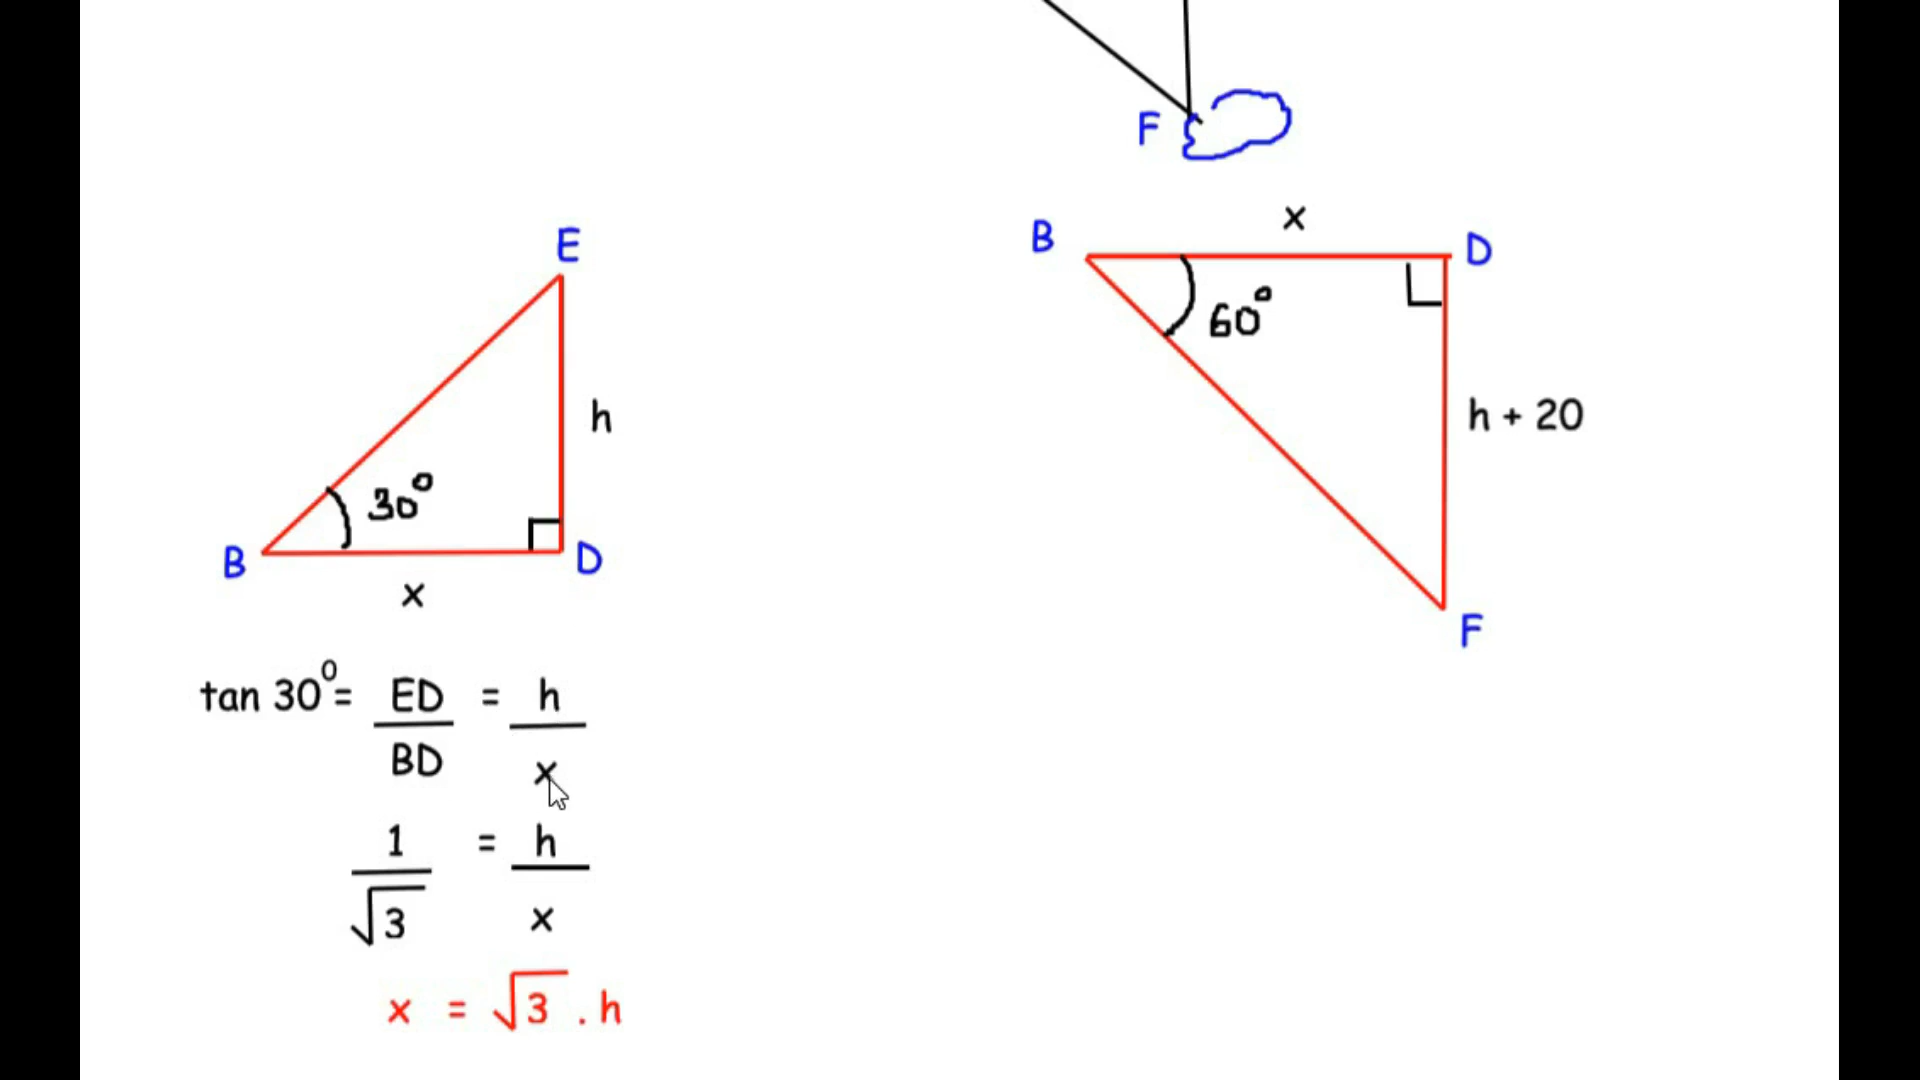 F
E
h
30°
B
D
x
tan 30° = ED/BD = h/x
1/√3 = h/x
x = √3 . h
x
B
D
60°
h + 20
F